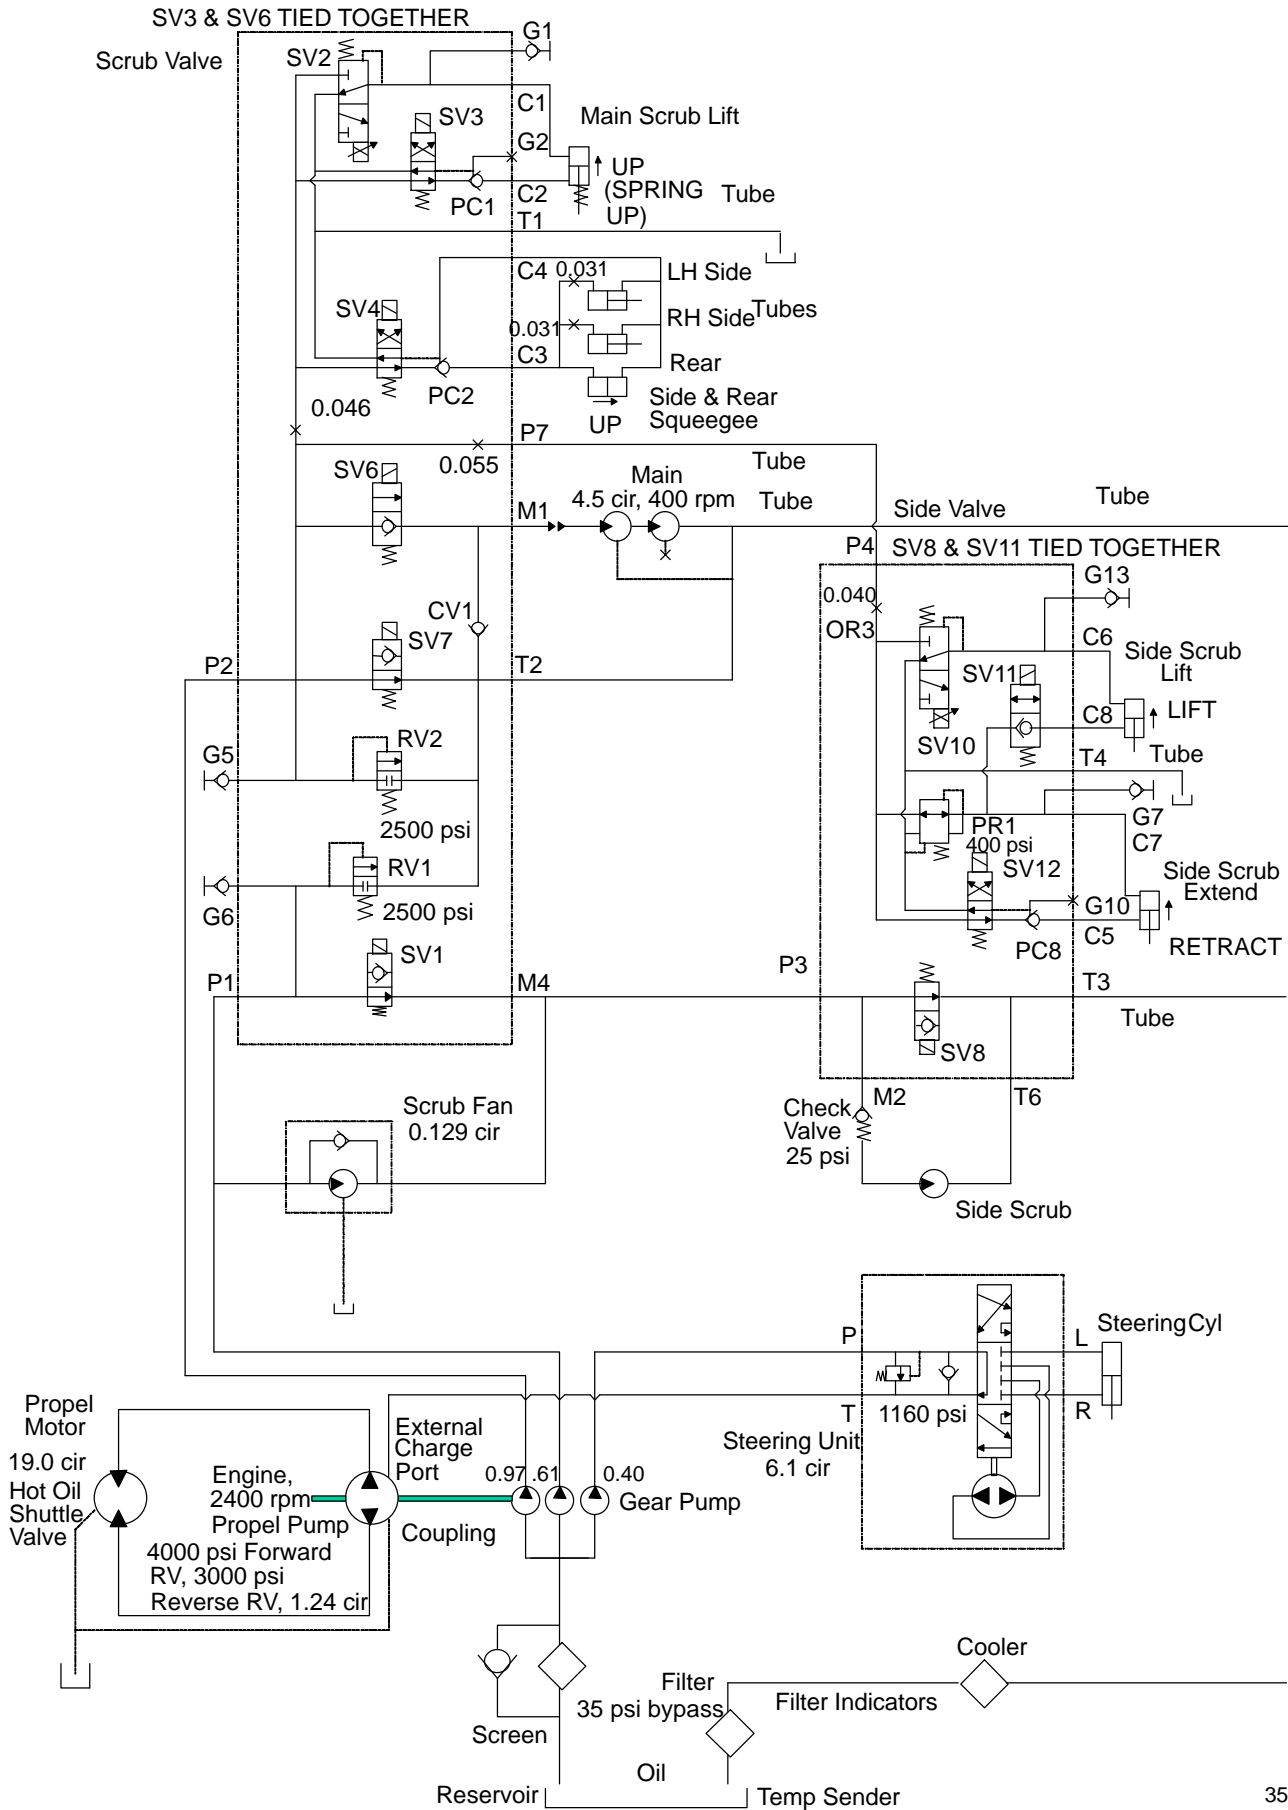 SV3 & SV6 TIED TOGETHER
Scrub Valve
SV2
G1
C1
SV3
Main Scrub Lift
G2
UP
(SPRING
UP)
Tube
C2
PC1
T1
C4
0.031
LH Side
SV4
RH Side
Tubes
0.031
C3
Rear
PC2
Side & Rear
Squeegee
UP
0.046
P7
0.055
Tube
SV6
Main
4.5 cir, 400 rpm
Tube
Tube
M1
Side Valve
P4
SV8 & SV11 TIED TOGETHER
G13
0.040
CV1
OR3
SV7
C6
Side Scrub
Lift
P2
T2
SV11
C8
LIFT
SV10
RV2
T4
Tube
G5
G7
PR1
400 psi
C7
2500 psi
RV1
SV12
Side Scrub
Extend
G6
2500 psi
G10
C5
PC8
RETRACT
SV1
P3
P1
M4
T3
Tube
SV8
M2
T6
Scrub Fan
0.129 cir
Check
Valve
25 psi
Side Scrub
P
L
Steering Cyl
T
1160 psi
R
Propel
Motor
External
Charge
Port
Steering Unit
6.1 cir
19.0 cir
Hot Oil
Shuttle
Valve
Engine,
2400 rpm
0.97
.61
0.40
Gear Pump
Propel Pump
Coupling
4000 psi Forward
RV, 3000 psi
Reverse RV, 1.24 cir
Cooler
Filter
35 psi bypass
Filter Indicators
Screen
Oil
Reservoir
Temp Sender
35